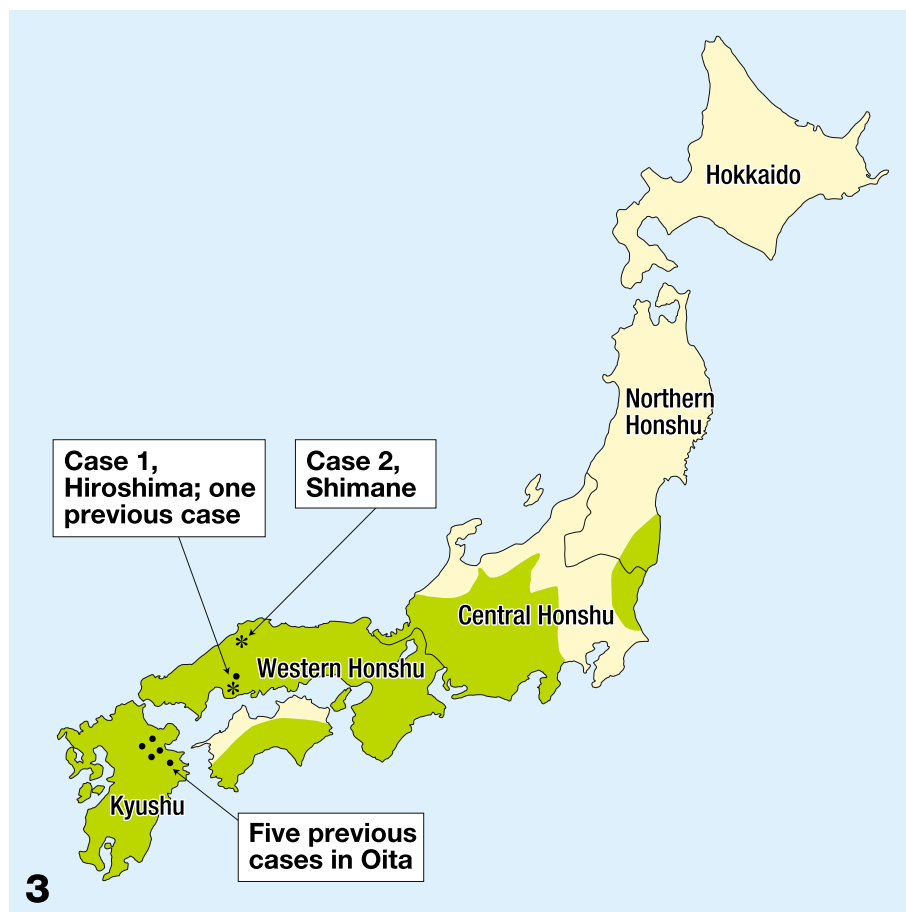 Hokkaido
Northern
Honshu
Case 1,
Hiroshima; one
previous case
Case 2,
Shimane
Central Honshu
Western Honshu
Kyushu
Five previous
cases in Oita
3